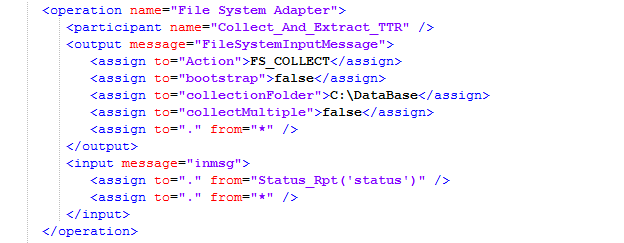 <operation name="File System Adapter">
<participant name="Collect_And_Extract_TTR" />
<output message="FileSystemInputMessage">
<assign to="Action">FS_COLLECT</assign>
<assign to="bootstrap">false</assign>
<assign to="collectionFolder">C:\DataBase</assign>
<assign to="collectMultiple">false</assign>
<assign to="." from="*" />
</output>
<input message="inmsg">
<assign to="." from="Status_Rpt('status')" />
<assign to="." from="*" />
</input>
</operation>